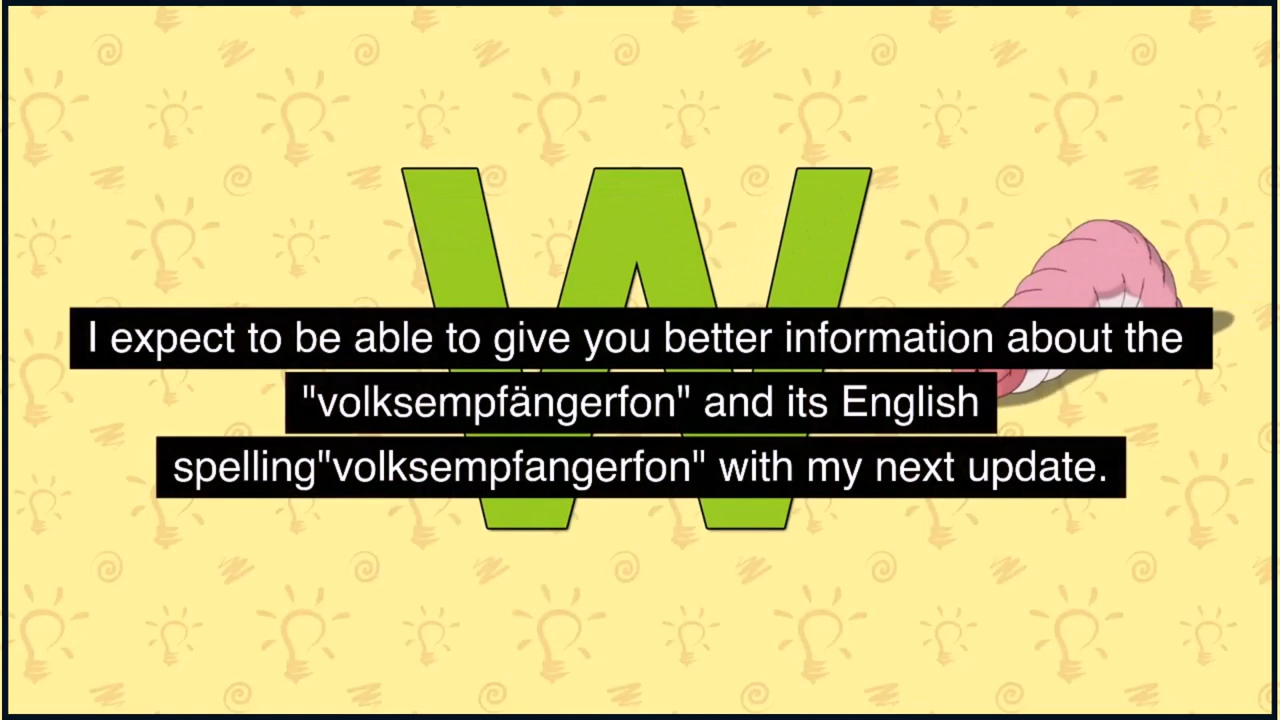 W
I expect to be able to give you better information about the
"volksempfängerfon" and its English
spelling"volksempfangerfon" with my next update.